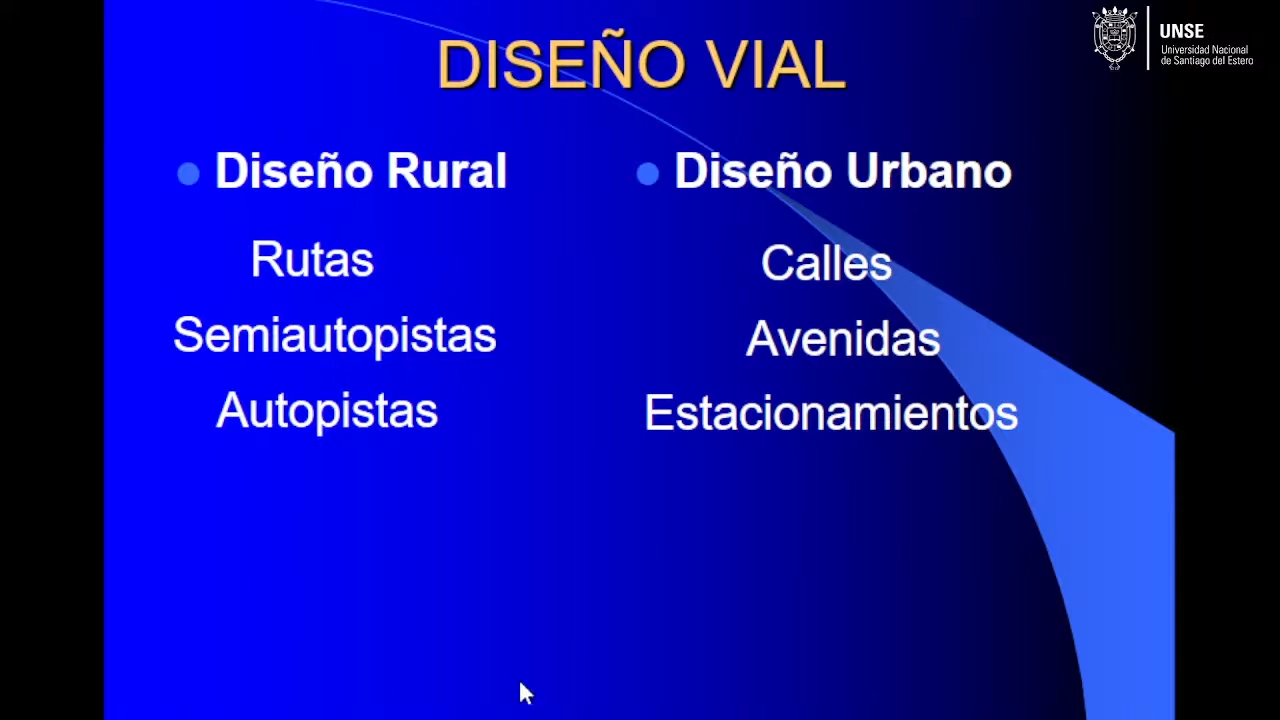 DISEÑO VIAL
Diseño Rural
Rutas
Semiautopistas
Autopistas
Diseño Urbano
Calles
Avenidas
Estacionamientos
UNSE
Universidad Nacional
de Santiago del Estero